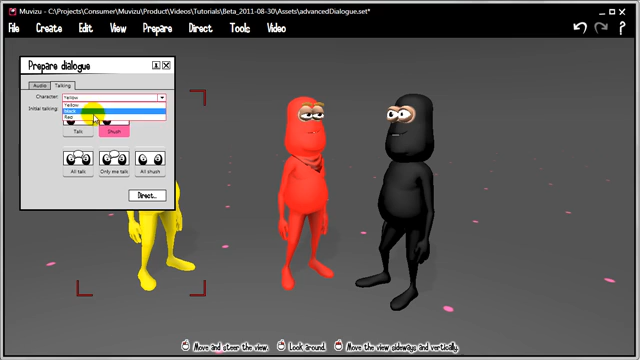 Muvizu - C:\Projects\Consumer\Muvizu\Product\Videos\Tutorials\Beta_2011-08-30\Assets\advancedDialogue.set*
File Create Edit View Prepare Direct Tools Video
Prepare dialogue
Audio Talking
Character: Yellow
Yellow
Black
Red
Initial talking:
Talk Shush
All talk Only me talk All shush
Direct...
Move and steer the view. Look around. Move the view sideways and vertically.